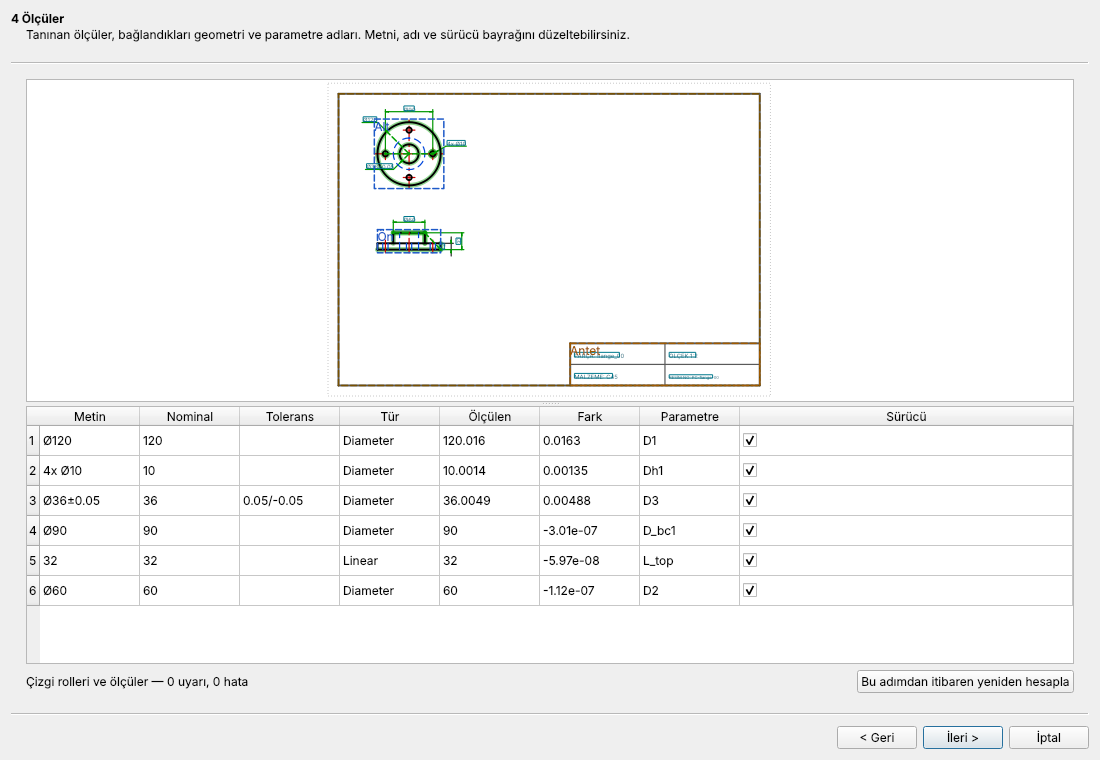 4 Ölçüler
Tanınan ölçüler, bağlandıkları geometri ve parametre adları. Metni, adı ve sürücü bayrağını düzeltebilirsiniz.
Alt
Ön
Antet
MALZEME: C45
Metin Nominal Tolerans Tür Ölçülen Fark Parametre Sürücü
1 Ø120 120 Diameter 120.016 0.0163 D1
2 4x Ø10 10 Diameter 10.0014 0.00135 Dh1
3 Ø36±0.05 36 0.05/-0.05 Diameter 36.0049 0.00488 D3
4 Ø90 90 Diameter 90 -3.01e-07 D_bc1
5 32 32 Linear 32 -5.97e-08 L_top
6 Ø60 60 Diameter 60 -1.12e-07 D2
Çizgi rolleri ve ölçüler — 0 uyarı, 0 hata
Bu adımdan itibaren yeniden hesapla
< Geri
İleri >
İptal